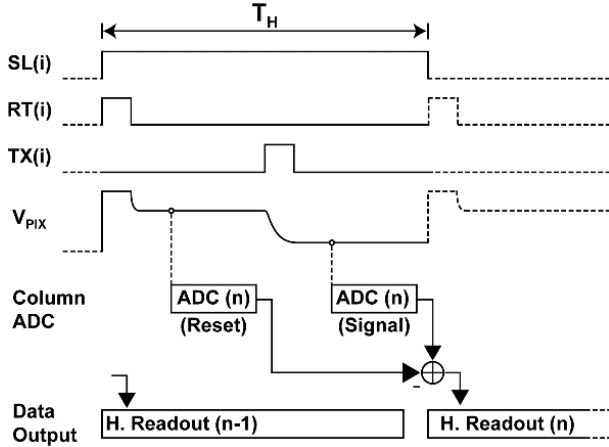 T_H
SL(i)
RT(i)
TX(i)
V_PIX
Column
ADC
ADC (n)
(Reset)
ADC (n)
(Signal)
-
Data
Output
H. Readout (n-1)
H. Readout (n)